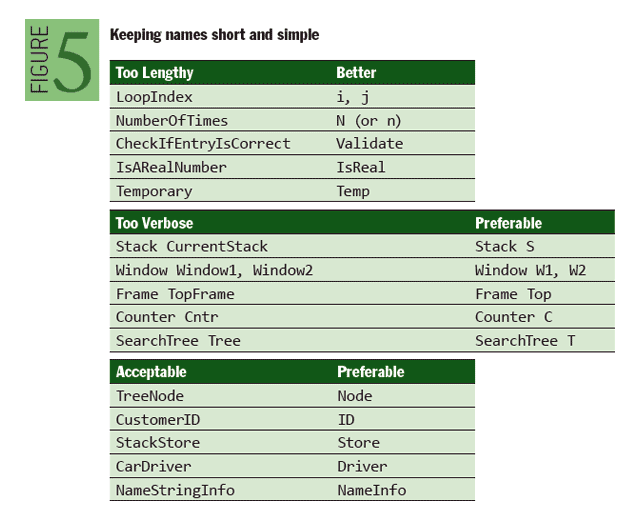 FIGURE 5
Keeping names short and simple
Too Lengthy Better
LoopIndex i, j
NumberOfTimes N (or n)
CheckIfEntryIsCorrect Validate
IsARealNumber IsReal
Temporary Temp
Too Verbose Preferable
Stack CurrentStack Stack S
Window Window1, Window2 Window W1, W2
Frame TopFrame Frame Top
Counter Cntr Counter C
SearchTree Tree SearchTree T
Acceptable Preferable
TreeNode Node
CustomerID ID
StackStore Store
CarDriver Driver
NameStringInfo NameInfo